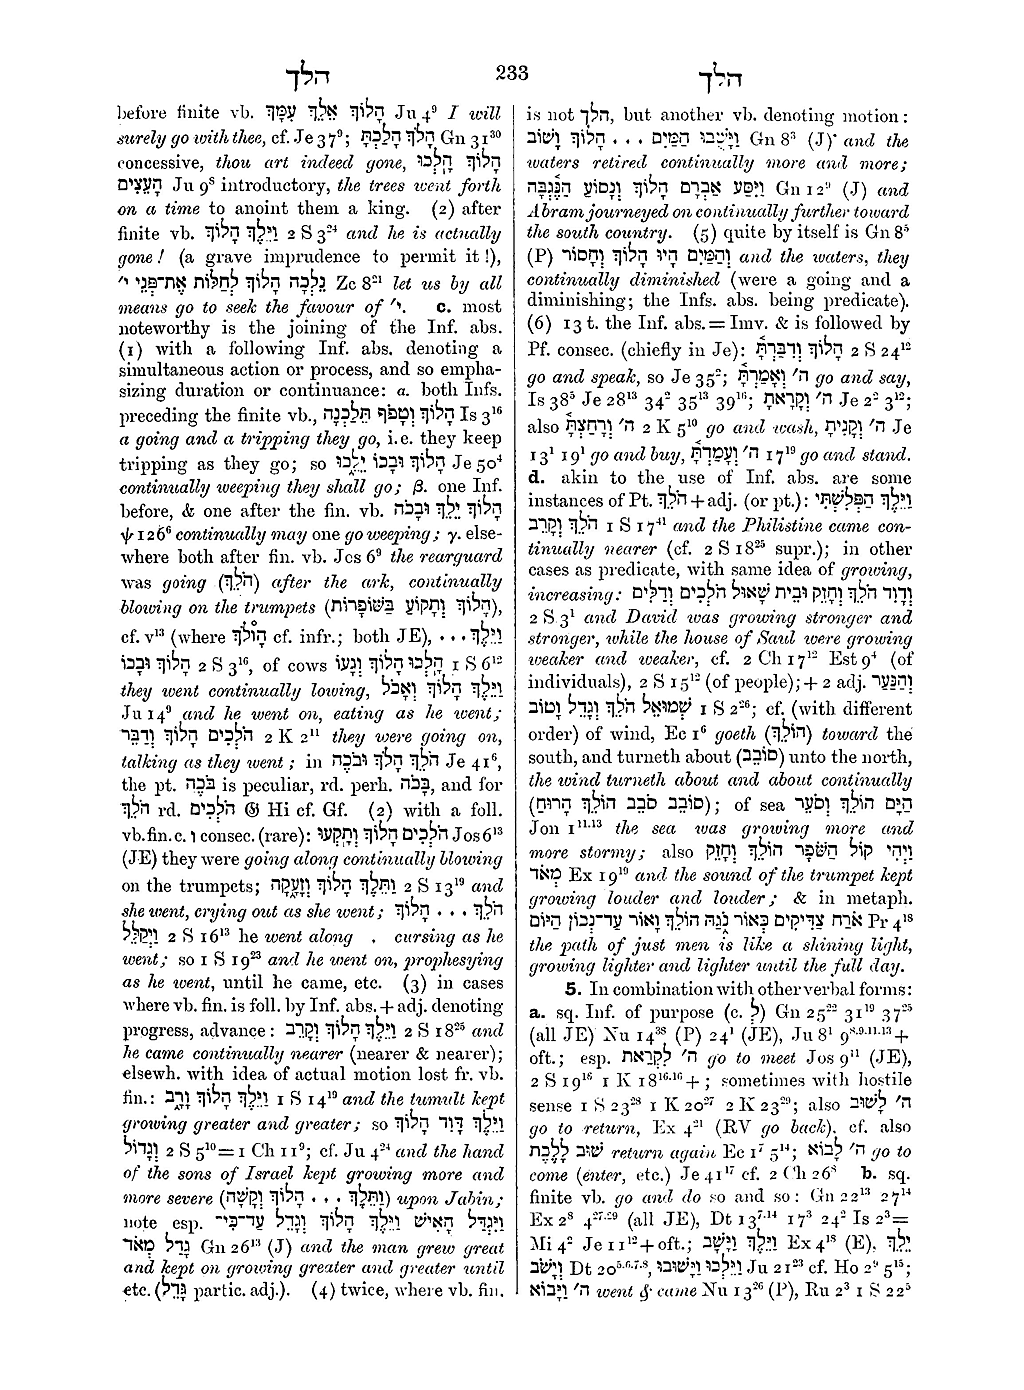 הלך 233 הלך
before finite vb. הָלוֹךְ אֵלֵךְ עִמָּךְ Ju 4⁹ I will
surely go with thee, cf. Je 37⁹; הָלֹךְ הָלַכְתָּ Gn 31³⁰
concessive, thou art indeed gone, הָלוֹךְ הָלְכוּ
הָעֵצִים Ju 9⁸ introductory, the trees went forth
on a time to anoint them a king. (2) after
finite vb. וַיֵּלֶךְ הָלוֹךְ 2 S 3²⁴ and he is actually
gone! (a grave imprudence to permit it!),
נֵלְכָה הָלוֹךְ לְחַלּוֹת אֶת־פְּנֵי י׳ Zc 8²¹ let us by all
means go to seek the favour of י׳. c. most
noteworthy is the joining of the Inf. abs.
(1) with a following Inf. abs. denoting a
simultaneous action or process, and so empha-
sizing duration or continuance: a. both Infs.
preceding the finite vb., הָלוֹךְ וְטָפֹף תֵּלַכְנָה Is 3¹⁶
a going and a tripping they go, i.e. they keep
tripping as they go; so הָלוֹךְ וּבָכוֹ יֵלֵכוּ Je 50⁴
continually weeping they shall go; β. one Inf.
before, & one after the fin. vb. הָלוֹךְ יֵלֵךְ וּבָכֹה
ψ 126⁶ continually may one go weeping; γ. else-
where both after fin. vb. Jos 6⁹ the rearguard
was going (הֹלֵךְ) after the ark, continually
blowing on the trumpets (הָלוֹךְ וְתָקוֹעַ בַּשּׁוֹפָרוֹת),
cf. v¹³ (where הוֹלֵךְ cf. infr.; both JE), וַיֵּלֶךְ . . .
הָלוֹךְ וּבָכוֹ 2 S 3¹⁶, of cows הָלְכוּ הָלוֹךְ וְגָעוֹ 1 S 6¹²
they went continually lowing, וַיֵּלֶךְ הָלוֹךְ וְאָכֹל
Ju 14⁹ and he went on, eating as he went;
הֹלְכִים הָלוֹךְ וְדַבֵּר 2 K 2¹¹ they were going on,
talking as they went; in הֹלֵךְ הָלֹךְ וּבֹכֶה Je 41⁶,
the pt. בֹּכֶה is peculiar, rd. perh. בָּכֹה, and for
הֹלֵךְ rd. הֹלְכִים 𝔊 Hi cf. Gf. (2) with a foll.
vb. fin. c. ו consec. (rare): הֹלְכִים הָלוֹךְ וְתָקְעוּ Jos 6¹³
(JE) they were going along continually blowing
on the trumpets; וַתֵּלֶךְ הָלוֹךְ וְזָעָקָה 2 S 13¹⁹ and
she went, crying out as she went; הֹלֵךְ . . . הָלוֹךְ
וַיְקַלֵּל 2 S 16¹³ he went along . cursing as he
went; so 1 S 19²³ and he went on, prophesying
as he went, until he came, etc. (3) in cases
where vb. fin. is foll. by Inf. abs. + adj. denoting
progress, advance: וַיֵּלֶךְ הָלוֹךְ וְקָרֵב 2 S 18²⁵ and
he came continually nearer (nearer & nearer);
elsewh. with idea of actual motion lost fr. vb.
fin.: וַיֵּלֶךְ הָלוֹךְ וָרָב 1 S 14¹⁹ and the tumult kept
growing greater and greater; so וַיֵּלֶךְ דָּוִד הָלוֹךְ
וְגָדוֹל 2 S 5¹⁰ = 1 Ch 11⁹; cf. Ju 4²⁴ and the hand
of the sons of Israel kept growing more and
more severe (וַתֵּלֶךְ . . . הָלוֹךְ וְקָשָׁה) upon Jabin;
note esp. וַיִּגְדַּל הָאִישׁ וַיֵּלֶךְ הָלוֹךְ וְגָדֵל עַד־כִּי־
גָדַל מְאֹד Gn 26¹³ (J) and the man grew great
and kept on growing greater and greater until
etc. (גָּדֵל partic. adj.). (4) twice, where vb. fin.
is not הלך, but another vb. denoting motion:
וַיָּשֻׁבוּ הַמַּיִם . . . הָלוֹךְ וָשׁוֹב Gn 8³ (J) and the
waters retired continually more and more;
וַיִּסַּע אַבְרָם הָלוֹךְ וְנָסוֹעַ הַנֶּגְבָּה Gn 12⁹ (J) and
Abram journeyed on continually further toward
the south country. (5) quite by itself is Gn 8⁵
(P) וְהַמַּיִם הָיוּ הָלוֹךְ וְחָסוֹר and the waters, they
continually diminished (were a going and a
diminishing; the Infs. abs. being predicate).
(6) 13 t. the Inf. abs. = Imv. & is followed by
Pf. consec. (chiefly in Je): הָלוֹךְ וְדִבַּרְתָּ 2 S 24¹²
go and speak, so Je 35²; ה׳ וְאָמַרְתָּ go and say,
Is 38⁵ Je 28¹³ 34² 35¹³ 39¹⁶; ה׳ וְקָרָאתָ Je 2² 3¹²;
also ה׳ וְרָחַצְתָּ 2 K 5¹⁰ go and wash, ה׳ וְקָנִיתָ Je
13¹ 19¹ go and buy, ה׳ וְעָמַדְתָּ 17¹⁹ go and stand.
d. akin to the use of Inf. abs. are some
instances of Pt. הֹלֵךְ + adj. (or pt.): וַיֵּלֶךְ הַפְּלִשְׁתִּי
הֹלֵךְ וְקָרֵב 1 S 17⁴¹ and the Philistine came con-
tinually nearer (cf. 2 S 18²⁵ supr.); in other
cases as predicate, with same idea of growing,
increasing: וְדָוִד הֹלֵךְ וְחָזֵק וּבֵית שָׁאוּל הֹלְכִים וְדַלִּים
2 S 3¹ and David was growing stronger and
stronger, while the house of Saul were growing
weaker and weaker, cf. 2 Ch 17¹² Est 9⁴ (of
individuals), 2 S 15¹² (of people); + 2 adj. וְהַנַּעַר
שְׁמוּאֵל הֹלֵךְ וְגָדֵל וָטוֹב 1 S 2²⁶; cf. (with different
order) of wind, Ec 1⁶ goeth (הוֹלֵךְ) toward the
south, and turneth about (סוֹבֵב) unto the north,
the wind turneth about and about continually
(סוֹבֵב סֹבֵב הוֹלֵךְ הָרוּחַ); of sea הַיָּם הוֹלֵךְ וְסֹעֵר
Jon 1¹¹·¹³ the sea was growing more and
more stormy; also וַיְהִי קוֹל הַשֹּׁפָר הוֹלֵךְ וְחָזֵק
מְאֹד Ex 19¹⁹ and the sound of the trumpet kept
growing louder and louder; & in metaph.
אֹרַח צַדִּיקִים כְּאוֹר נֹגַהּ הוֹלֵךְ וָאוֹר עַד־נְכוֹן הַיּוֹם Pr 4¹⁸
the path of just men is like a shining light,
growing lighter and lighter until the full day.
5. In combination with other verbal forms:
a. sq. Inf. of purpose (c. לְ) Gn 25²² 31¹⁹ 37²⁵
(all JE) Nu 14³⁸ (P) 24¹ (JE), Ju 8¹ 9⁸·⁹·¹¹·¹³ +
oft.; esp. ה׳ לִקְרַאת go to meet Jos 9¹¹ (JE),
2 S 19¹⁶ 1 K 18¹⁶·¹⁶ + ; sometimes with hostile
sense 1 S 23²⁸ 1 K 20²⁷ 2 K 23²⁹; also ה׳ לָשׁוּב
go to return, Ex 4²¹ (RV go back), cf. also
שׁוּב לָלֶכֶת return again Ec 1⁷ 5¹⁴; ה׳ לָבוֹא go to
come (enter, etc.) Je 41¹⁷ cf. 2 Ch 26⁸ b. sq.
finite vb. go and do so and so: Gn 22¹³ 27¹⁴
Ex 2⁸ 4²⁷·²⁹ (all JE), Dt 13⁷·¹⁴ 17³ 24² Is 2³ =
Mi 4² Je 11¹² + oft.; וַיֵּלֶךְ וַיָּשָׁב Ex 4¹⁸ (E), יֵלֵךְ
וְיָשֹׁב Dt 20⁵·⁶·⁷·⁸, וַיֵּלְכוּ וַיָּשׁוּבוּ Ju 21²³ cf. Ho 2⁹ 5¹⁵;
ה׳ וַיָּבוֹא went & came Nu 13²⁶ (P), Ru 2³ 1 S 22⁵